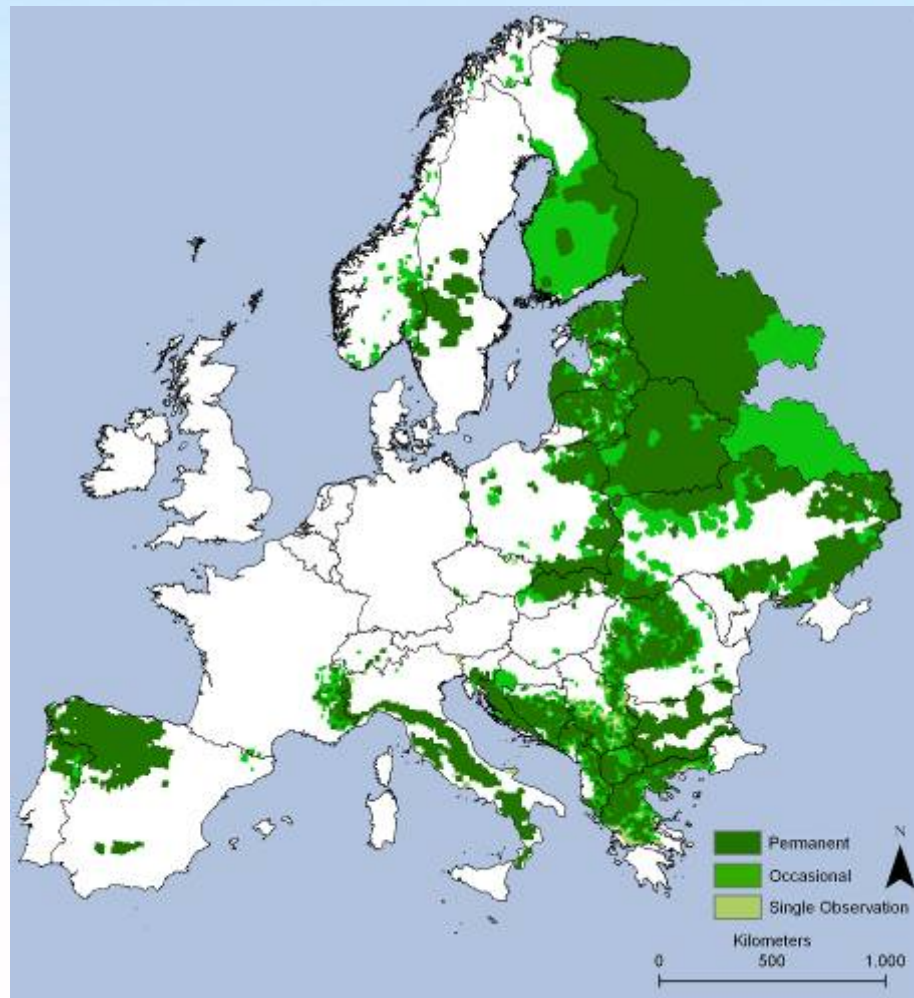 N
Permanent
Occasional
Single Observation
Kilometers
0 500 1.000